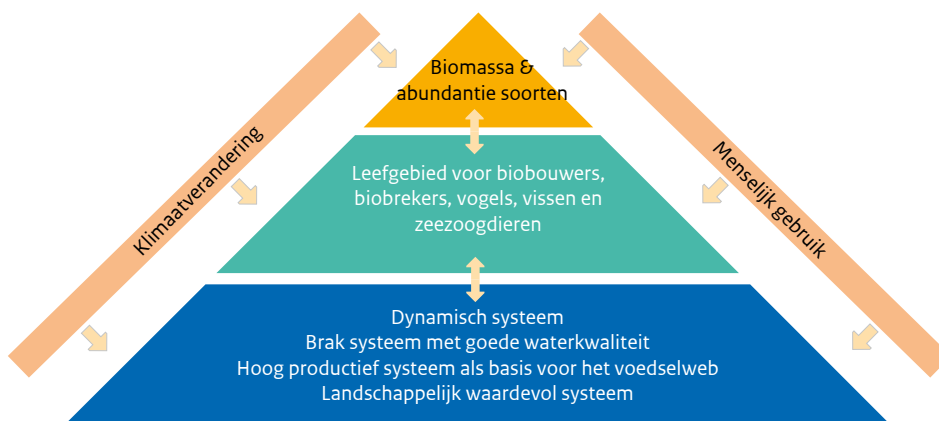 Biomassa &
abundantie soorten
Klimaatverandering
Menselijk gebruik
Leefgebied voor biobouwers,
biobrekers, vogels, vissen en
zeezoogdieren
Dynamisch systeem
Brak systeem met goede waterkwaliteit
Hoog productief systeem als basis voor het voedselweb
Landschappelijk waardevol systeem